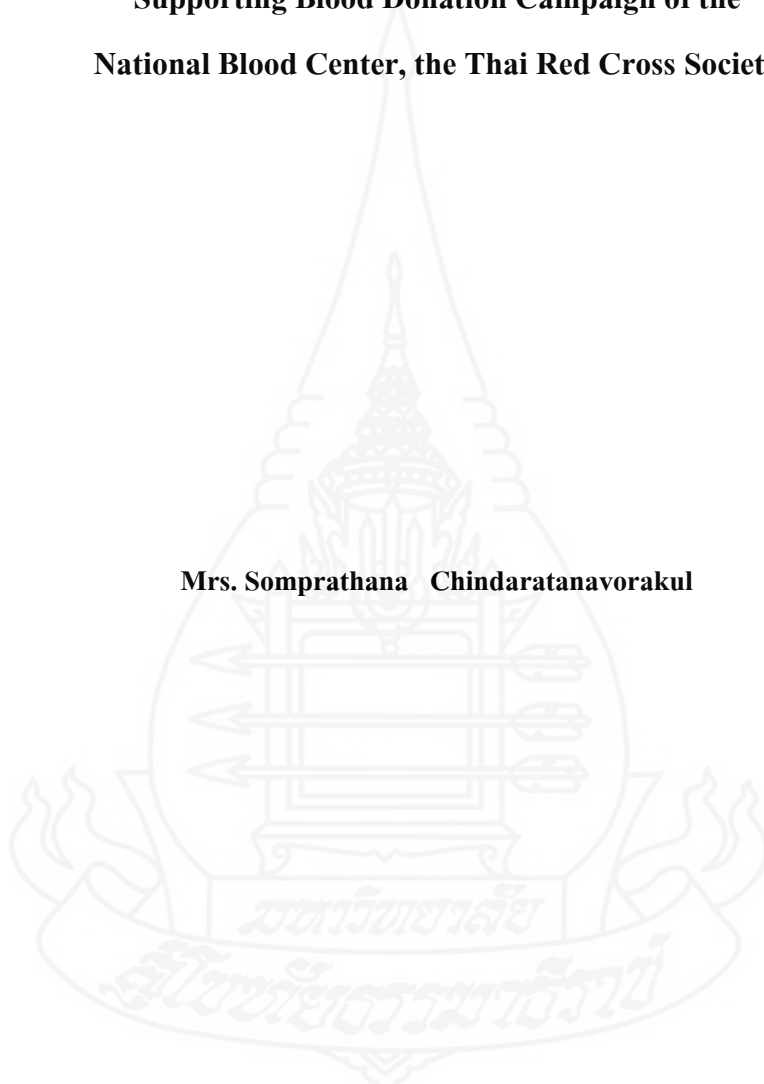 Supporting Blood Donation Campaign of the
National Blood Center, the Thai Red Cross Societ
Mrs. Somprathana Chindaratanavorakul
มหาวิทยาลัย
สุโขทัยธรรมาธิราช